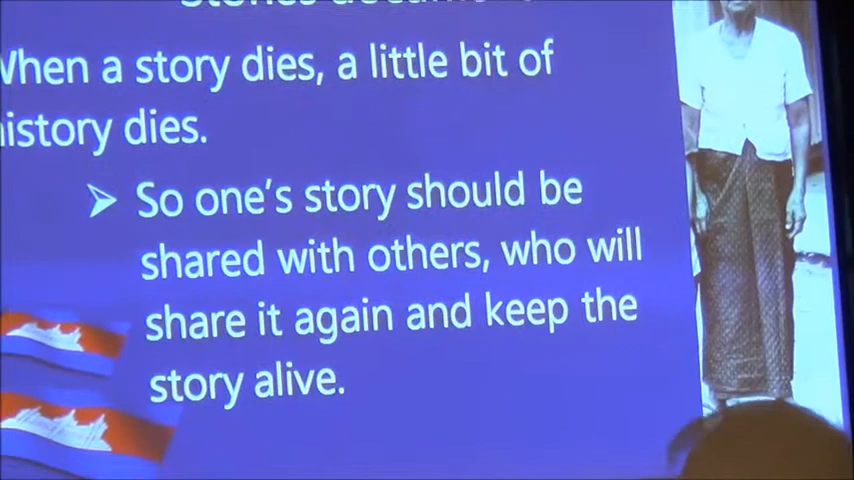 Stories
When a story dies, a little bit of
history dies.
➢ So one's story should be
shared with others, who will
share it again and keep the
story alive.